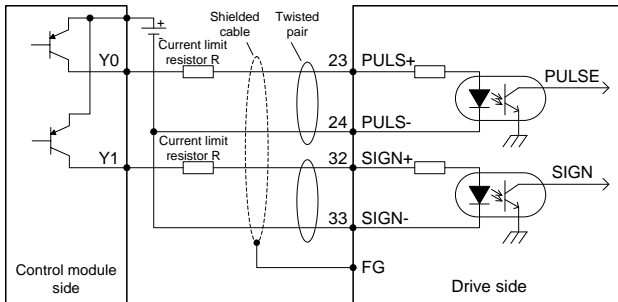 Shielded
cable
Twisted
pair
+
-
Y0
Current limit
resistor R
23
PULS+
PULSE
24
PULS-
Y1
Current limit
resistor R
32
SIGN+
SIGN
33
SIGN-
FG
Control module
side
Drive side